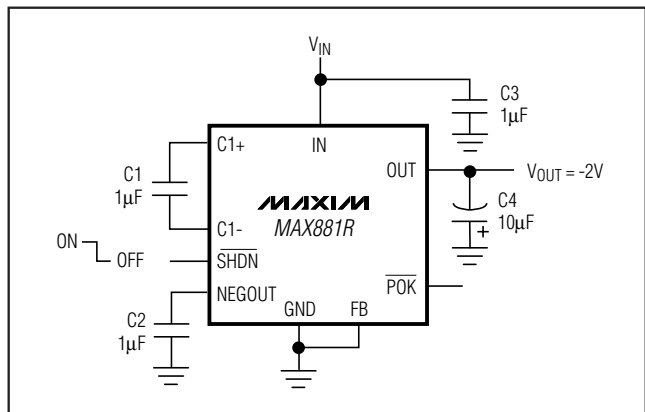 V_IN
C3
1µF
C1+
IN
OUT
V_OUT = -2V
C1
1µF
MAXIM
MAX881R
C4
10µF
+
C1-
ON
OFF
SHDN
NEGOUT
POK
C2
1µF
GND
FB